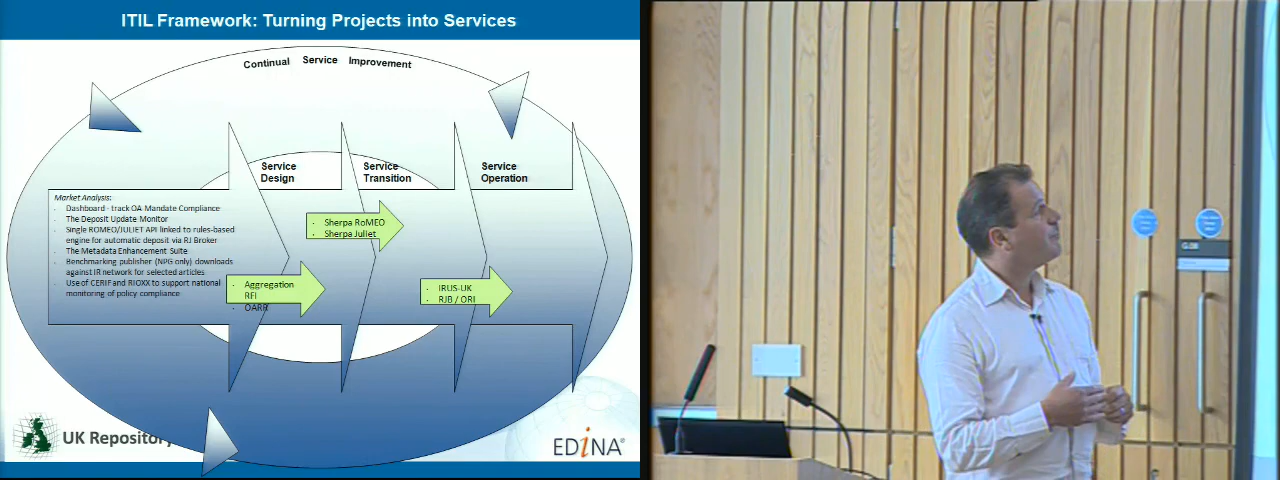 ITIL Framework: Turning Projects into Services
Continual Service Improvement
Service
Design
Service
Transition
Service
Operation
Market Analysis:
· Dashboard - track OA Mandate Compliance
· The Deposit Update Monitor
· Single ROMEO/JULIET API linked to rules-based
engine for automatic deposit via RJ Broker
· The Metadata Enhancement Suite
· Benchmarking publisher (NPG only) downloads
against IR network for selected articles
· Use of CERIF and RIOXX to support national
monitoring of policy compliance
· Sherpa RoMEO
· Sherpa Juliet
· Aggregation
· RFI
· OARR
· IRUS-UK
· RJB / ORI
UK Repository
EDINA